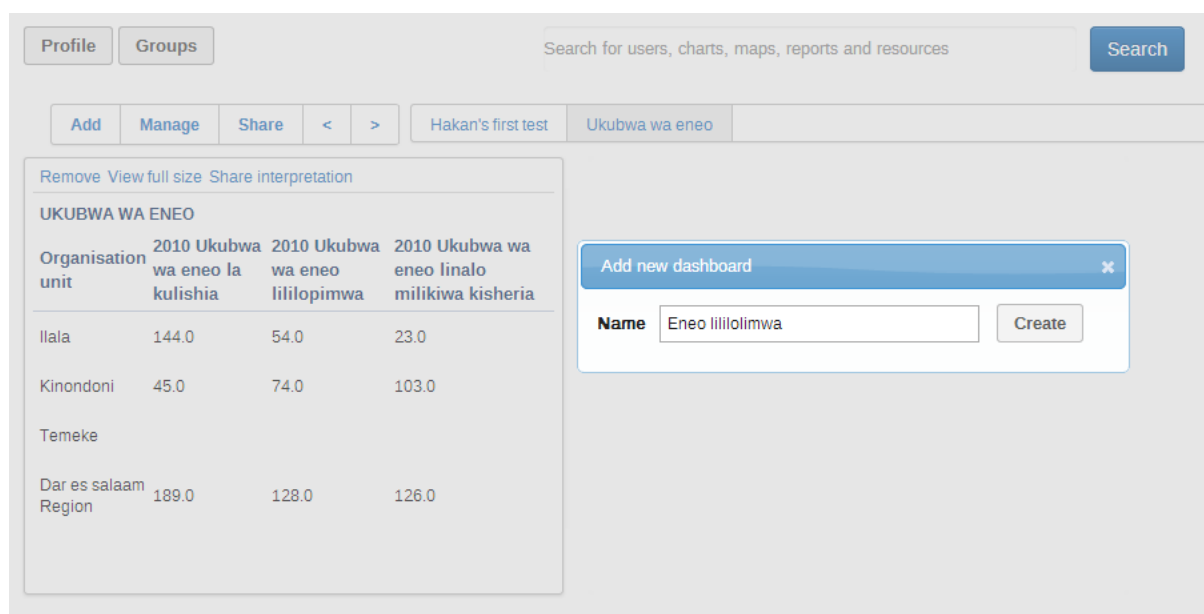 Profile Groups Search for users, charts, maps, reports and resources Search
Add Manage Share < > Hakan's first test Ukubwa wa eneo
Remove View full size Share interpretation
UKUBWA WA ENEO
Organisation unit 2010 Ukubwa wa eneo la kulishia 2010 Ukubwa wa eneo lililopimwa 2010 Ukubwa wa eneo linalo milikiwa kisheria
Ilala 144.0 54.0 23.0
Kinondoni 45.0 74.0 103.0
Temeke
Dar es salaam Region 189.0 128.0 126.0
Add new dashboard ×
Name Eneo lililolimwa Create